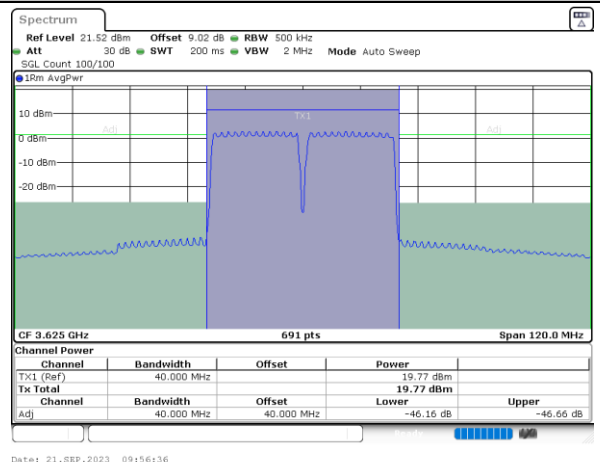 Spectrum
Ref Level 21.52 dBm Offset 9.02 dB RBW 500 kHz
Att 30 dB SWT 200 ms VBW 2 MHz Mode Auto Sweep
SGL Count 100/100
1Rm AvgPwr
10 dBm
TX1
Adj Adj
0 dBm
-10 dBm
-20 dBm
CF 3.625 GHz 691 pts Span 120.0 MHz
Channel Power
Channel Bandwidth Offset Power
TX1 (Ref) 40.000 MHz 19.77 dBm
Tx Total 19.77 dBm
Channel Bandwidth Offset Lower Upper
Adj 40.000 MHz 40.000 MHz -46.16 dB -46.66 dB
Ready
Date: 21.SEP.2023 09:56:36